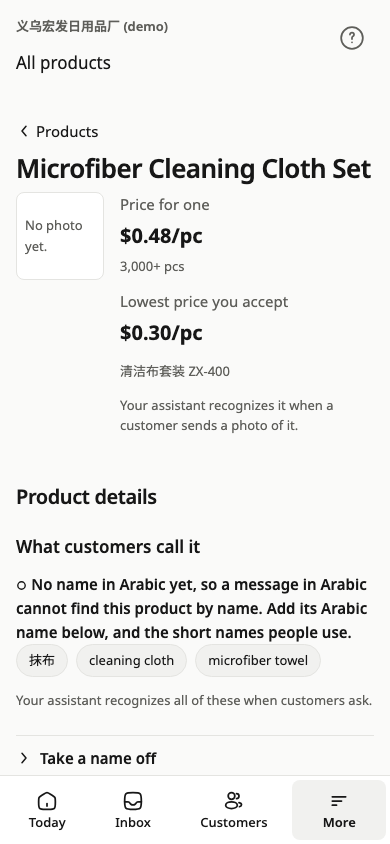 义乌宏发日用品厂 (demo)
All products
Products
Microfiber Cleaning Cloth Set
No photo
yet.
Price for one
$0.48/pc
3,000+ pcs
Lowest price you accept
$0.30/pc
清洁布套装 ZX-400
Your assistant recognizes it when a
customer sends a photo of it.
Product details
What customers call it
No name in Arabic yet, so a message in Arabic
cannot find this product by name. Add its Arabic
name below, and the short names people use.
抹布 cleaning cloth microfiber towel
Your assistant recognizes all of these when customers ask.
Take a name off
Today Inbox Customers More